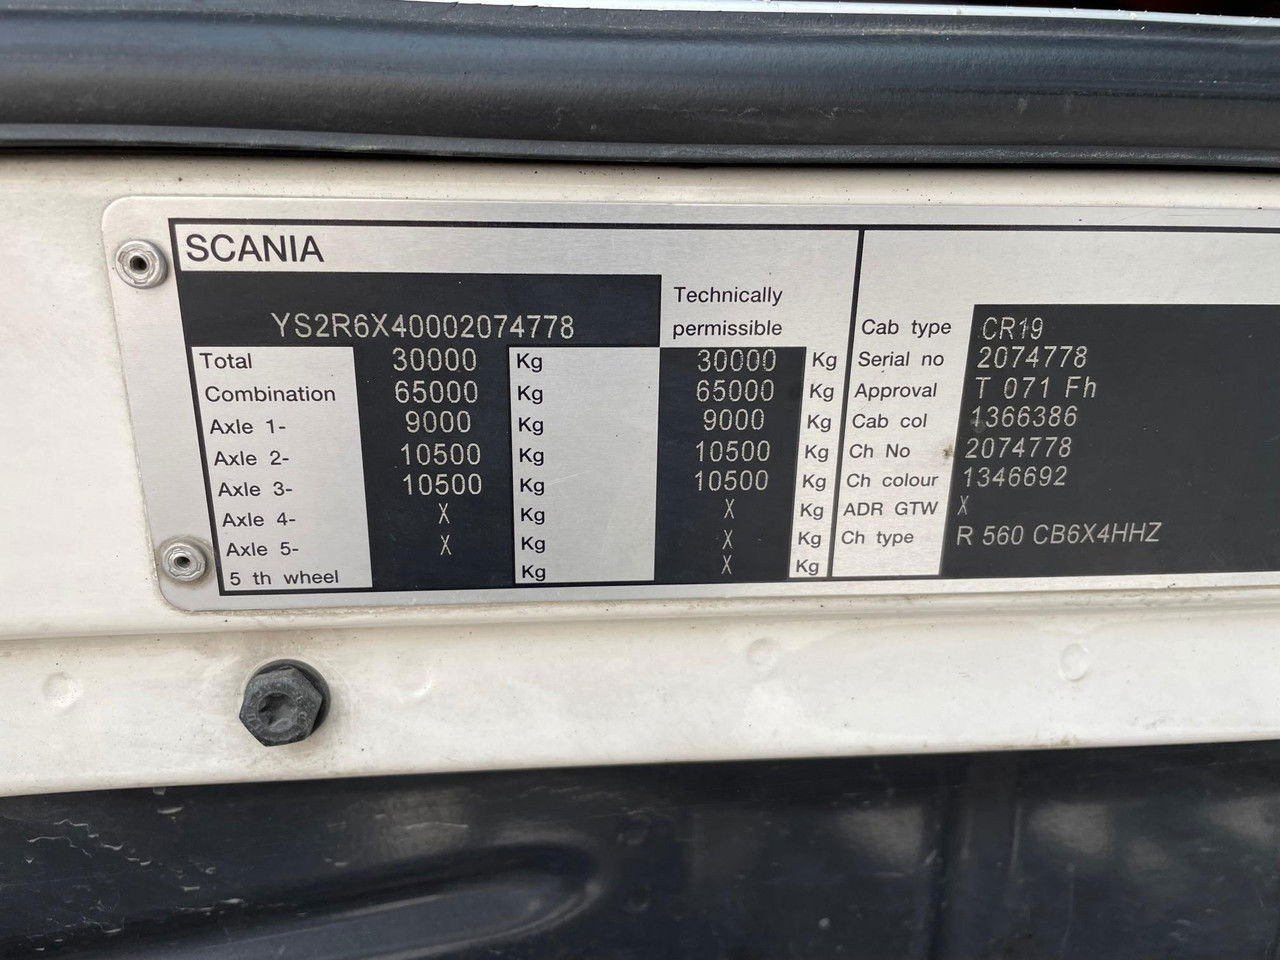 SCANIA
YS2R6X40002074778
Technically
permissible
Total 30000 Kg 30000 Kg
Combination 65000 Kg 65000 Kg
Axle 1- 9000 Kg 9000 Kg
Axle 2- 10500 Kg 10500 Kg
Axle 3- 10500 Kg 10500 Kg
Axle 4- X Kg X Kg
Axle 5- X Kg X Kg
5 th wheel Kg X Kg
Cab type CR19
Serial no 2074778
Approval T 071 Fh
Cab col 1366386
Ch No 2074778
Ch colour 1346692
ADR GTW X
Ch type R 560 CB6X4HHZ